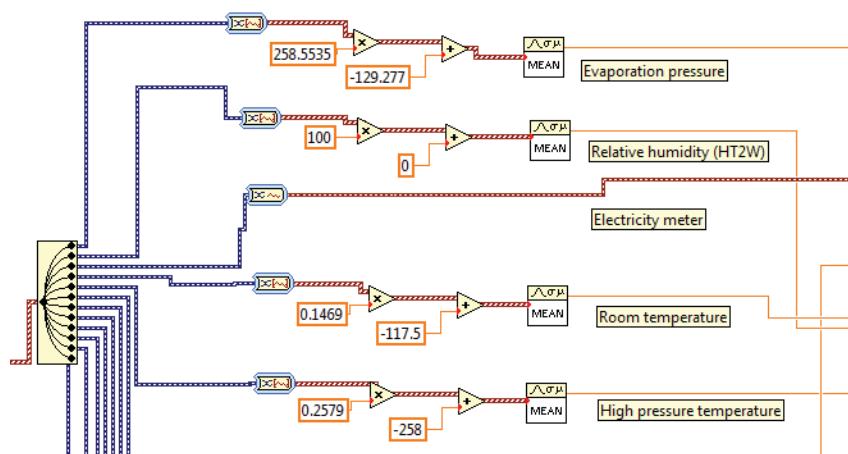 258.5535
×
-129.277
+
MEAN
Evaporation pressure
100
×
0
+
MEAN
Relative humidity (HT2W)
Electricity meter
0.1469
×
-117.5
+
MEAN
Room temperature
0.2579
×
-258
+
MEAN
High pressure temperature